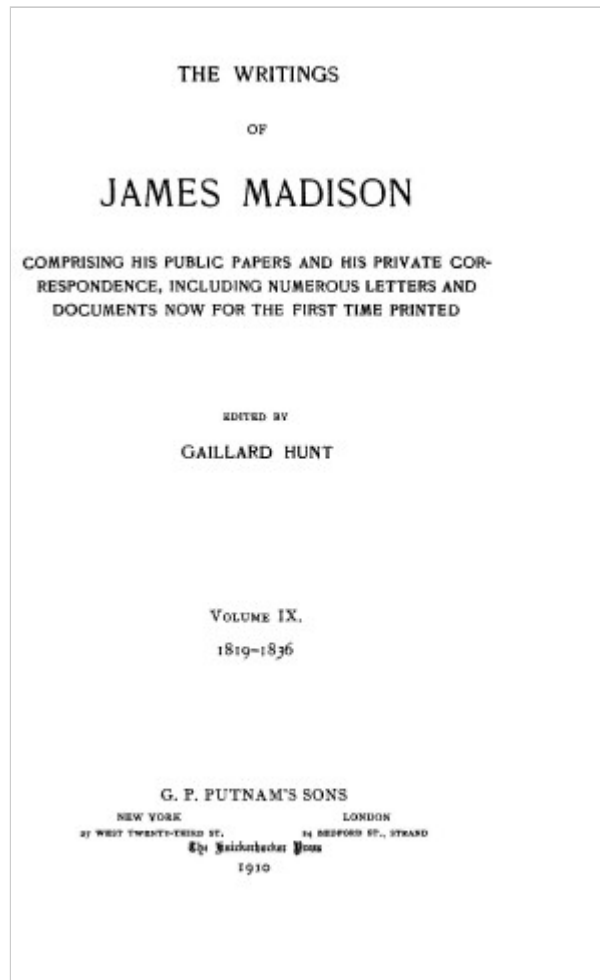 THE WRITINGS
OF
JAMES MADISON
COMPRISING HIS PUBLIC PAPERS AND HIS PRIVATE COR-
RESPONDENCE, INCLUDING NUMEROUS LETTERS AND
DOCUMENTS NOW FOR THE FIRST TIME PRINTED
EDITED BY
GAILLARD HUNT
VOLUME IX.
1819-1836
G. P. PUTNAM'S SONS
NEW YORK LONDON
27 WEST TWENTY-THIRD ST. 24 BEDFORD ST., STRAND
The Knickerbocker Press
1910